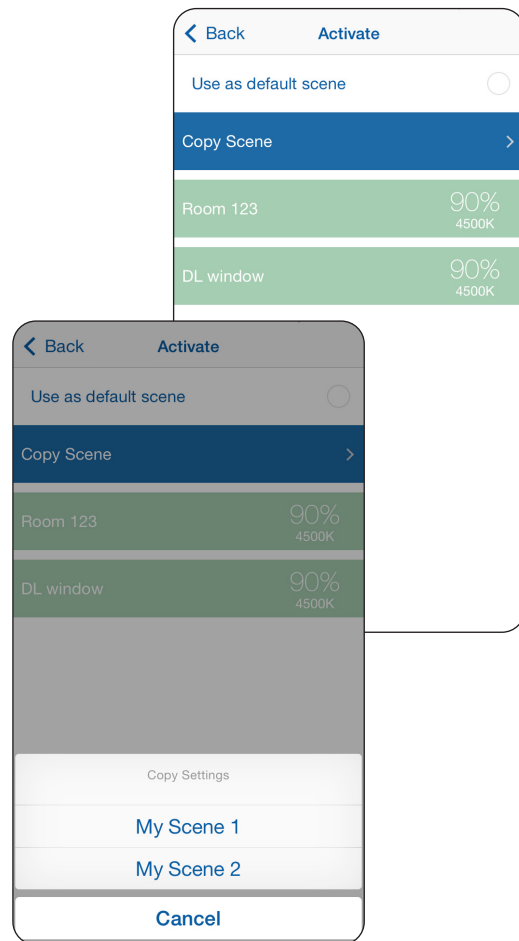 Back Activate
Use as default scene
Copy Scene
Room 123 90%
4500K
DL window 90%
4500K
Back Activate
Use as default scene
Copy Scene
Room 123 90%
4500K
DL window 90%
4500K
Copy Settings
My Scene 1
My Scene 2
Cancel